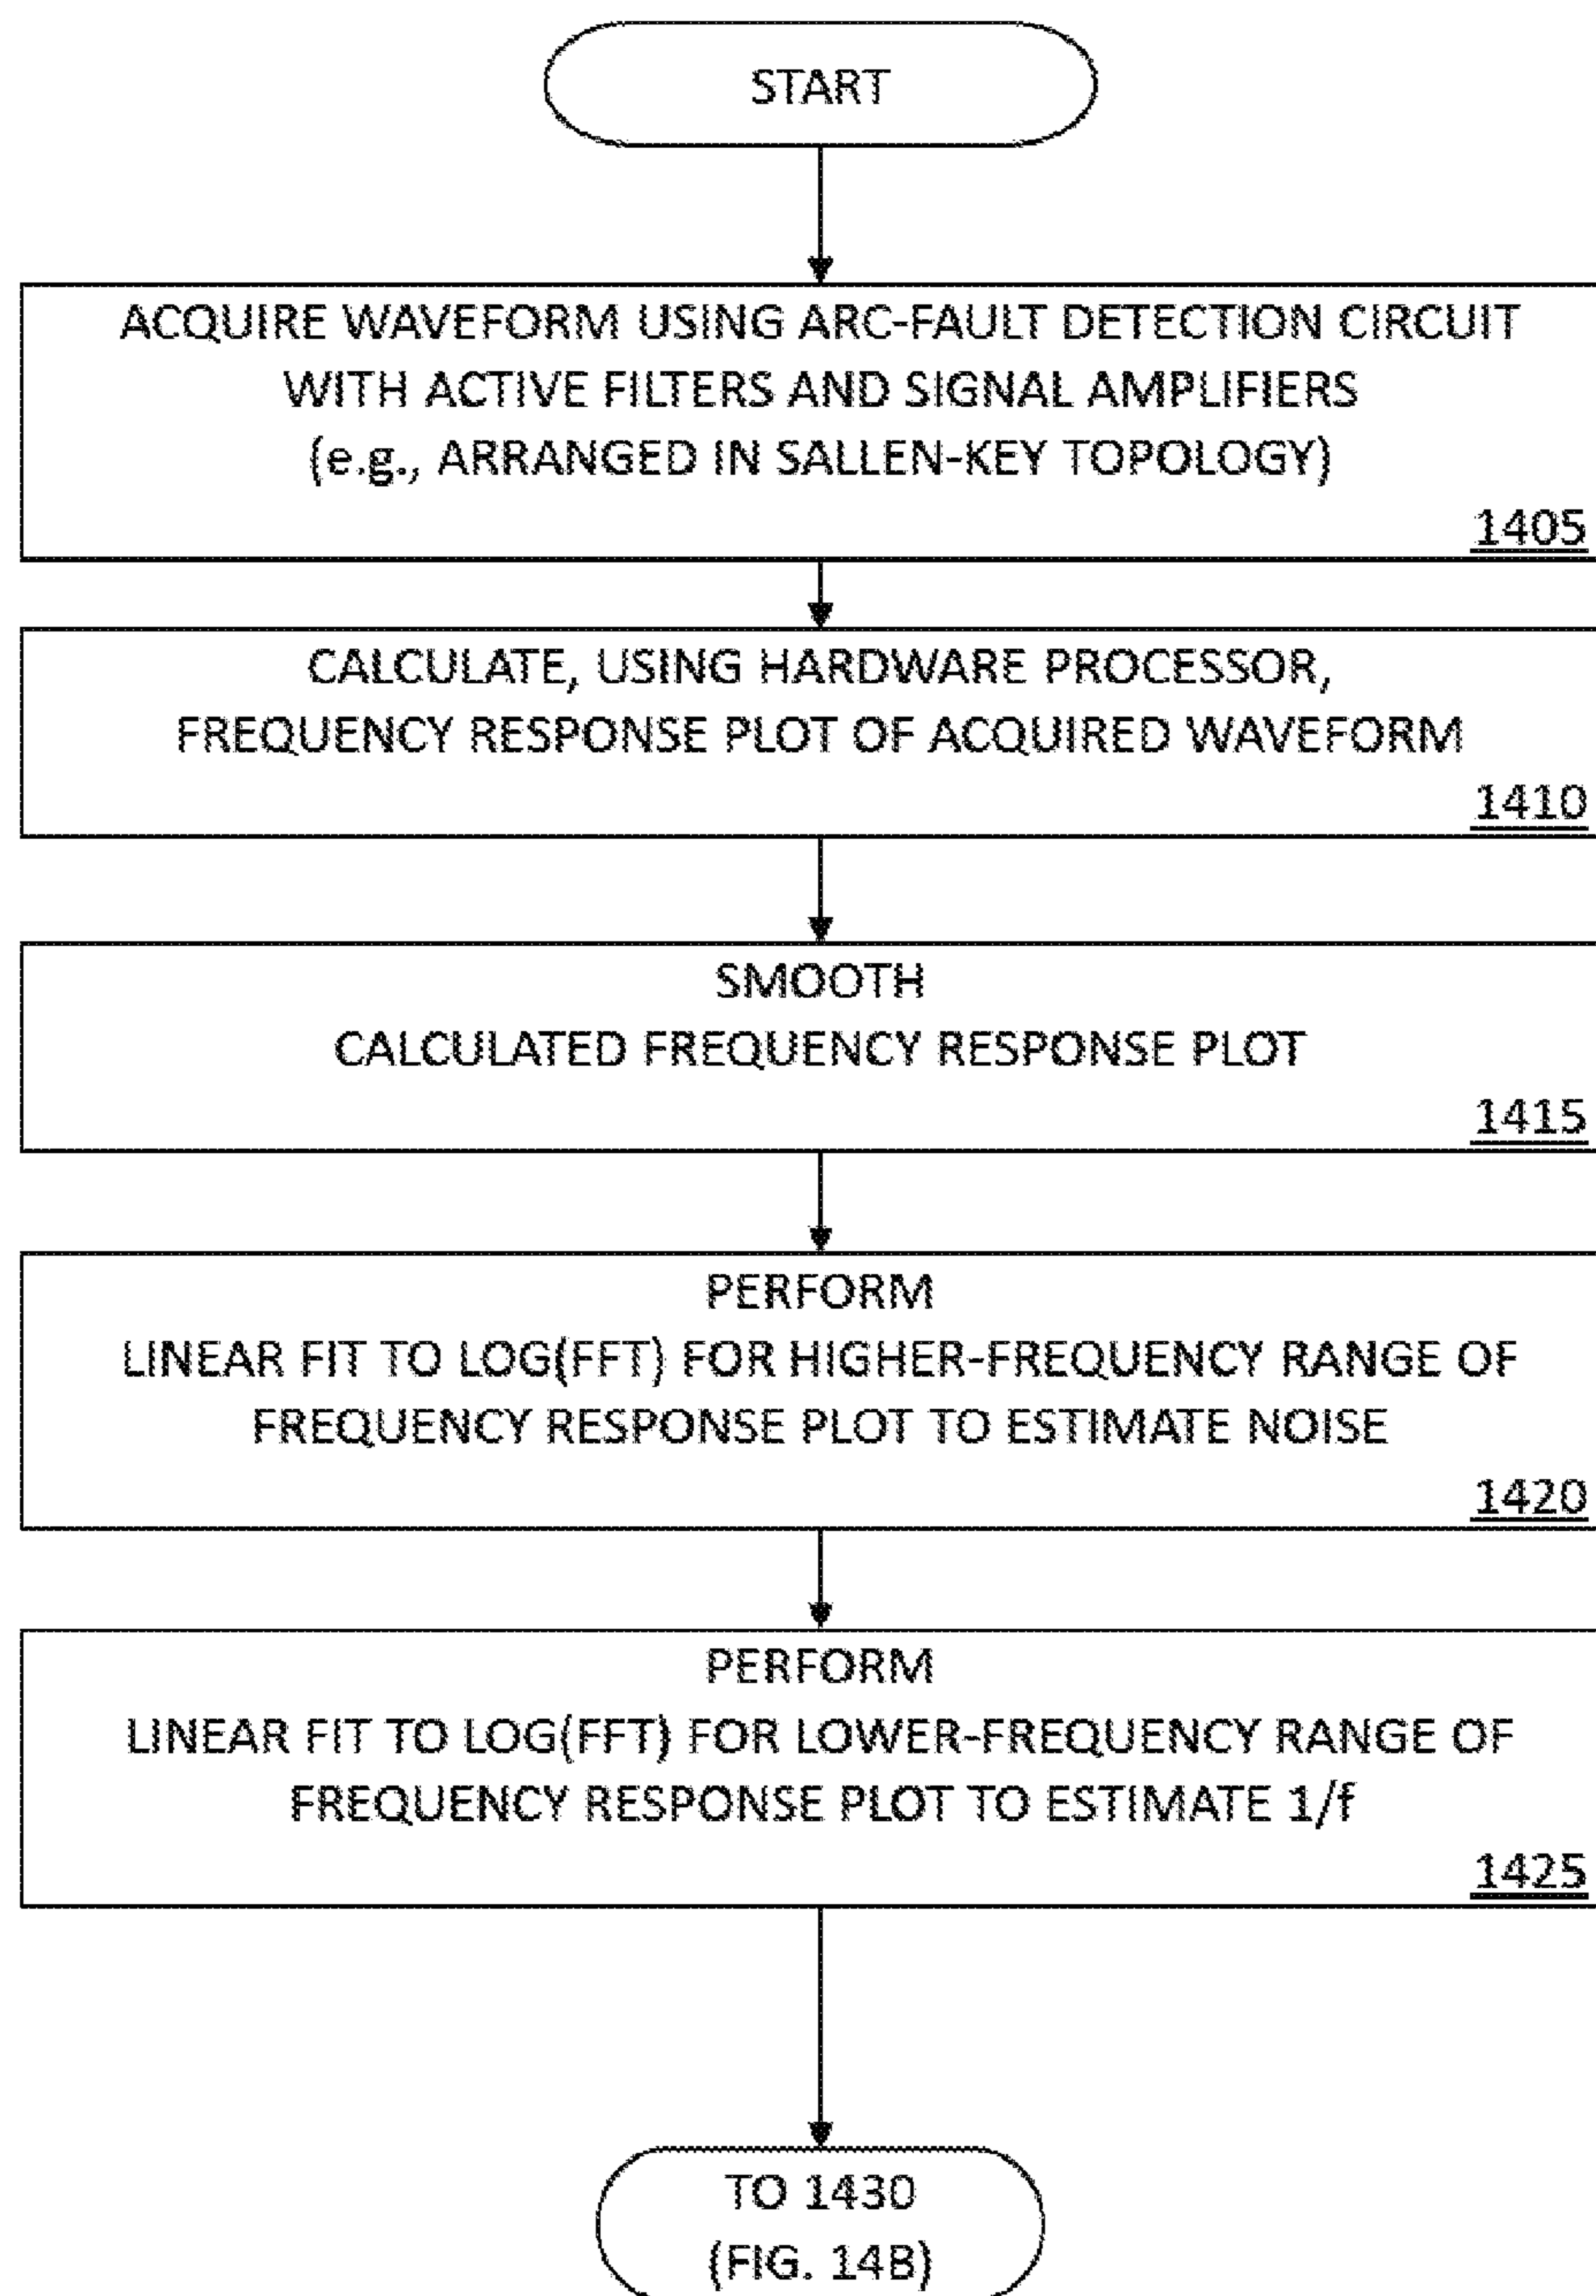 START
ACQUIRE WAVEFORM USING ARC-FAULT DETECTION CIRCUIT
WITH ACTIVE FILTERS AND SIGNAL AMPLIFIERS
(e.g., ARRANGED IN SALLEN-KEY TOPOLOGY)
1405
CALCULATE, USING HARDWARE PROCESSOR,
FREQUENCY RESPONSE PLOT OF ACQUIRED WAVEFORM
1410
SMOOTH
CALCULATED FREQUENCY RESPONSE PLOT
1415
PERFORM
LINEAR FIT TO LOG(FFT) FOR HIGHER-FREQUENCY RANGE OF
FREQUENCY RESPONSE PLOT TO ESTIMATE NOISE
1420
PERFORM
LINEAR FIT TO LOG(FFT) FOR LOWER-FREQUENCY RANGE OF
FREQUENCY RESPONSE PLOT TO ESTIMATE 1/f
1425
TO 1430
(FIG. 14B)